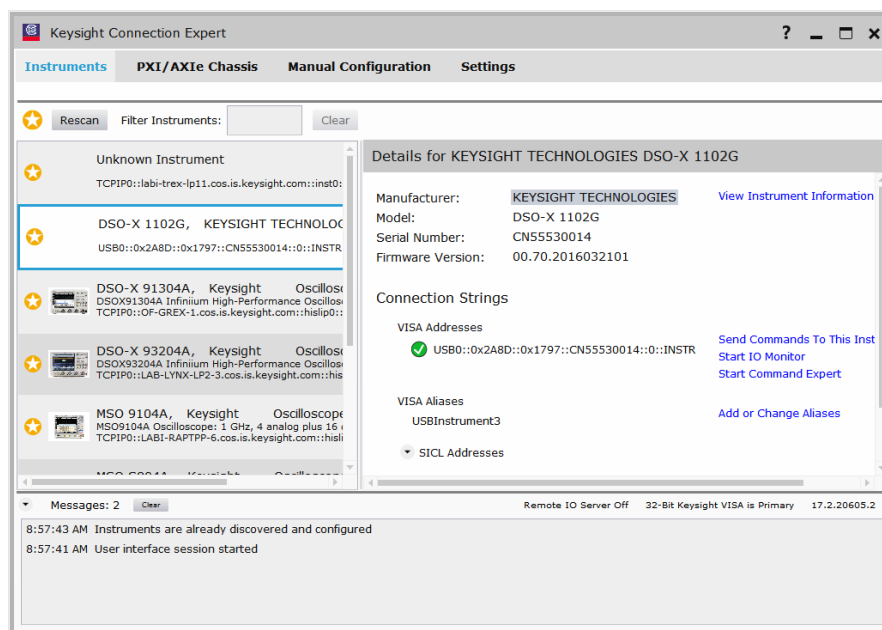 Keysight Connection Expert
?
Instruments PXI/AXIe Chassis Manual Configuration Settings
Rescan Filter Instruments: Clear
Unknown Instrument
TCPIP0::labi-trex-lp11.cos.is.keysight.com::inst0:
DSO-X 1102G, KEYSIGHT TECHNOLOG
USB0::0x2A8D::0x1797::CN55530014::0::INSTR
DSO-X 91304A, Keysight Oscillos
DSOX91304A Infiniium High-Performance Oscillos
TCPIP0::OF-GREX-1.cos.is.keysight.com::hislip0::
DSO-X 93204A, Keysight Oscillos
DSOX93204A Infiniium High-Performance Oscillos
TCPIP0::LAB-LYNX-LP2-3.cos.is.keysight.com::his
MSO 9104A, Keysight Oscilloscope
MSO9104A Oscilloscope: 1 GHz, 4 analog plus 16
TCPIP0::LABI-RAPTPP-6.cos.is.keysight.com::hisli
Details for KEYSIGHT TECHNOLOGIES DSO-X 1102G
Manufacturer: KEYSIGHT TECHNOLOGIES View Instrument Information
Model: DSO-X 1102G
Serial Number: CN55530014
Firmware Version: 00.70.2016032101
Connection Strings
VISA Addresses
USB0::0x2A8D::0x1797::CN55530014::0::INSTR
Send Commands To This Inst
Start IO Monitor
Start Command Expert
VISA Aliases
USBInstrument3
Add or Change Aliases
SICL Addresses
Messages: 2 Clear Remote IO Server Off 32-Bit Keysight VISA is Primary 17.2.20605.2
8:57:43 AM Instruments are already discovered and configured
8:57:41 AM User interface session started